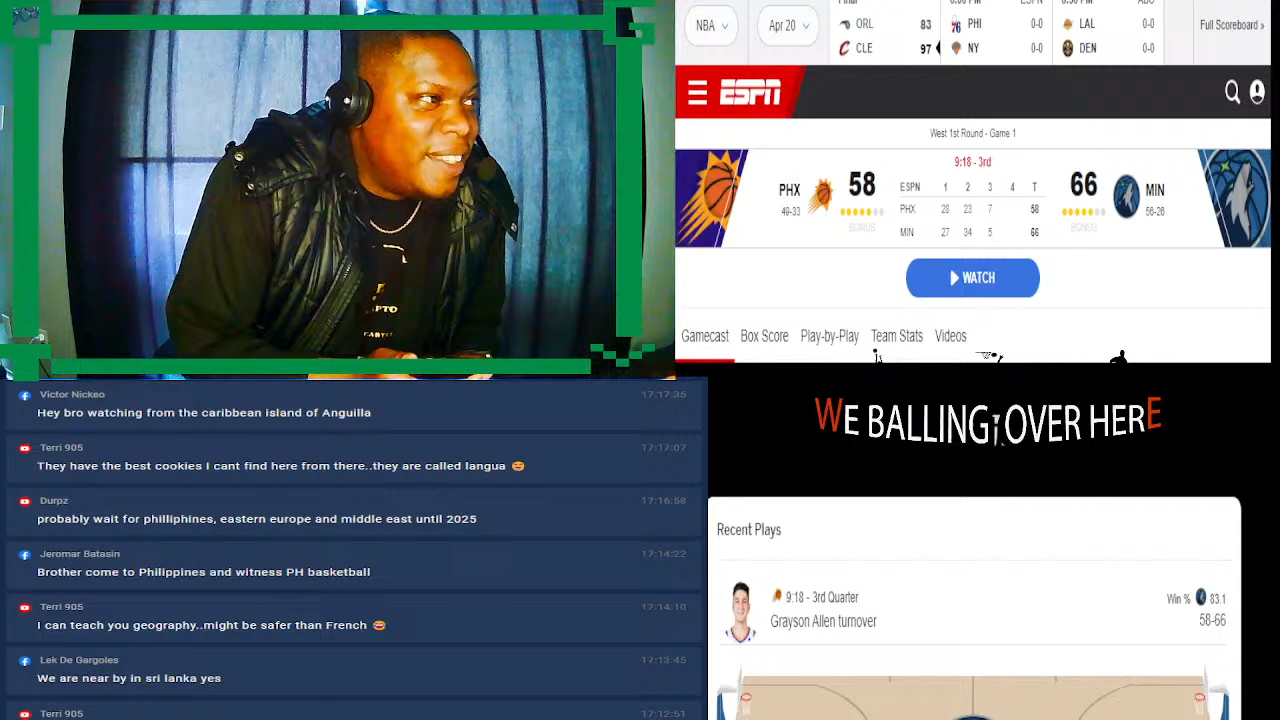 NBA
Apr 20
Final
ORL 83
CLE 97
ESPN
PHI 0-0
NY 0-0
LAL 0-0
DEN 0-0
Full Scoreboard »
ESPN
West 1st Round - Game 1
9:18 - 3rd
PHX
49-33
58
BONUS
ESPN 1 2 3 4 T
PHX 28 23 7 58
MIN 27 34 5 66
66
BONUS
MIN
56-26
WATCH
Gamecast Box Score Play-by-Play Team Stats Videos
Victor Nickeo 17:17:35
Hey bro watching from the caribbean island of Anguilla
Terri 905 17:17:07
They have the best cookies I cant find here from there..they are called langua
Durpz 17:16:58
probably wait for philliphines, eastern europe and middle east until 2025
Jeromar Batasin 17:14:22
Brother come to Philippines and witness PH basketball
Terri 905 17:14:10
I can teach you geography..might be safer than French
Lek De Gargoles 17:13:45
We are near by in sri lanka yes
Terri 905 17:12:51
WE BALLING OVER HERE
Recent Plays
9:18 - 3rd Quarter
Grayson Allen turnover
Win % 83.1
58-66